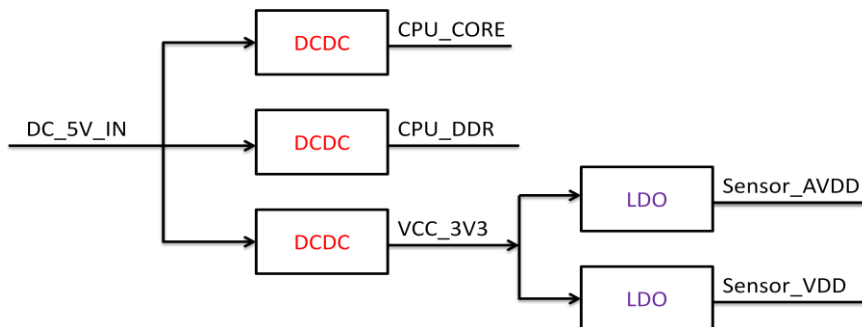 DCDC
CPU_CORE
DC_5V_IN
DCDC
CPU_DDR
DCDC
VCC_3V3
LDO
Sensor_AVDD
LDO
Sensor_VDD